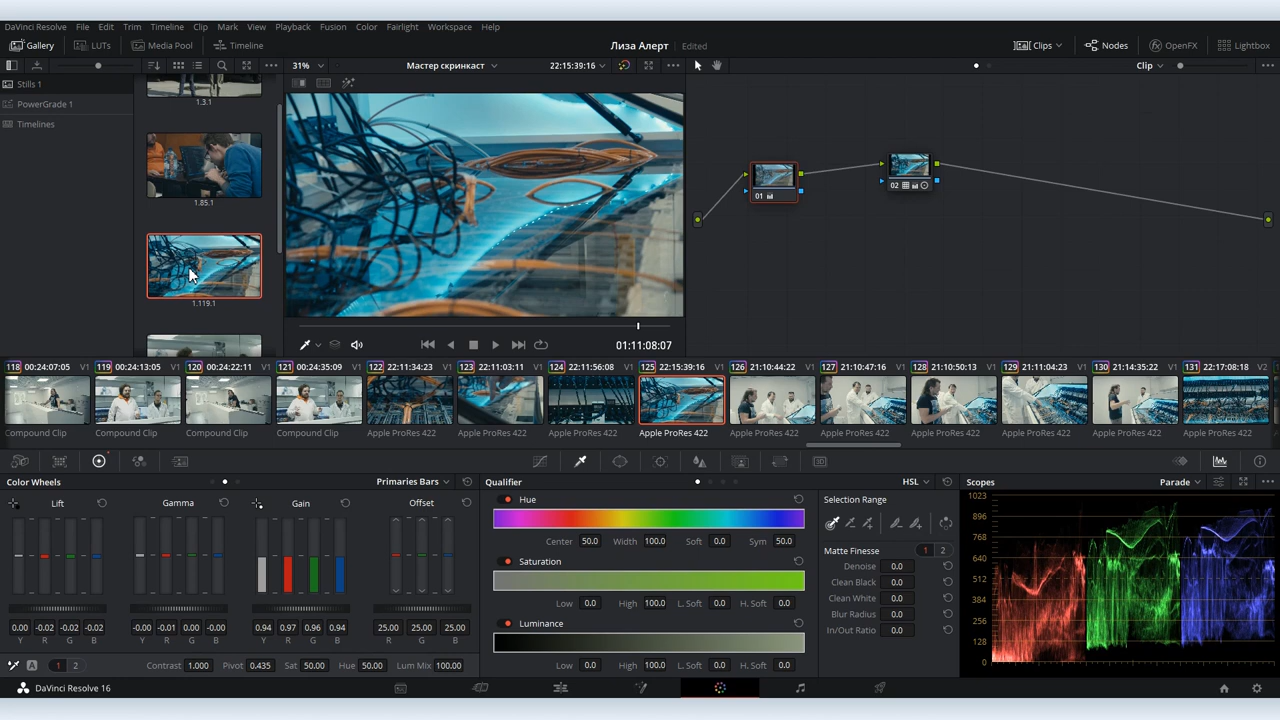 DaVinci Resolve File Edit Trim Timeline Clip Mark View Playback Fusion Color Fairlight Workspace Help
Gallery LUTs Media Pool Timeline Лиза Алерт Edited Clips Nodes OpenFX Lightbox
31% Мастер скринкаст 22:15:39:16 Clip
Stills 1
PowerGrade 1
Timelines
1.3.1
1.85.1
1.119.1
01
02
01:11:08:07
118 00:24:07:05 V1 119 00:24:13:05 V1 120 00:24:22:11 V1 121 00:24:35:09 V1 122 22:11:34:23 V1 123 22:11:03:11 V1 124 22:11:56:08 V1 125 22:15:39:16 V1 126 21:10:44:22 V1 127 21:10:47:16 V1 128 21:10:50:13 V1 129 21:11:04:23 V1 130 21:14:35:22 V1 131 22:17:08:18 V2
Compound Clip Compound Clip Compound Clip Compound Clip Apple ProRes 422 Apple ProRes 422 Apple ProRes 422 Apple ProRes 422 Apple ProRes 422 Apple ProRes 422 Apple ProRes 422 Apple ProRes 422 Apple ProRes 422 Apple ProRes 422
3D
Color Wheels Primaries Bars
Lift Gamma Gain Offset
0.00 -0.02 -0.02 -0.02 -0.00 -0.01 0.00 -0.00 0.94 0.97 0.96 0.94 25.00 25.00 25.00
Y R G B Y R G B Y R G B R G B
A 1 2 Contrast 1.000 Pivot 0.435 Sat 50.00 Hue 50.00 Lum Mix 100.00
Qualifier HSL
Hue
Center 50.0 Width 100.0 Soft 0.0 Sym 50.0
Saturation
Low 0.0 High 100.0 L. Soft 0.0 H. Soft 0.0
Luminance
Low 0.0 High 100.0 L. Soft 0.0 H. Soft 0.0
Selection Range
Matte Finesse 1 2
Denoise 0.0
Clean Black 0.0
Clean White 0.0
Blur Radius 0.0
In/Out Ratio 0.0
Scopes Parade
1023
896
768
640
512
384
256
128
0
DaVinci Resolve 16